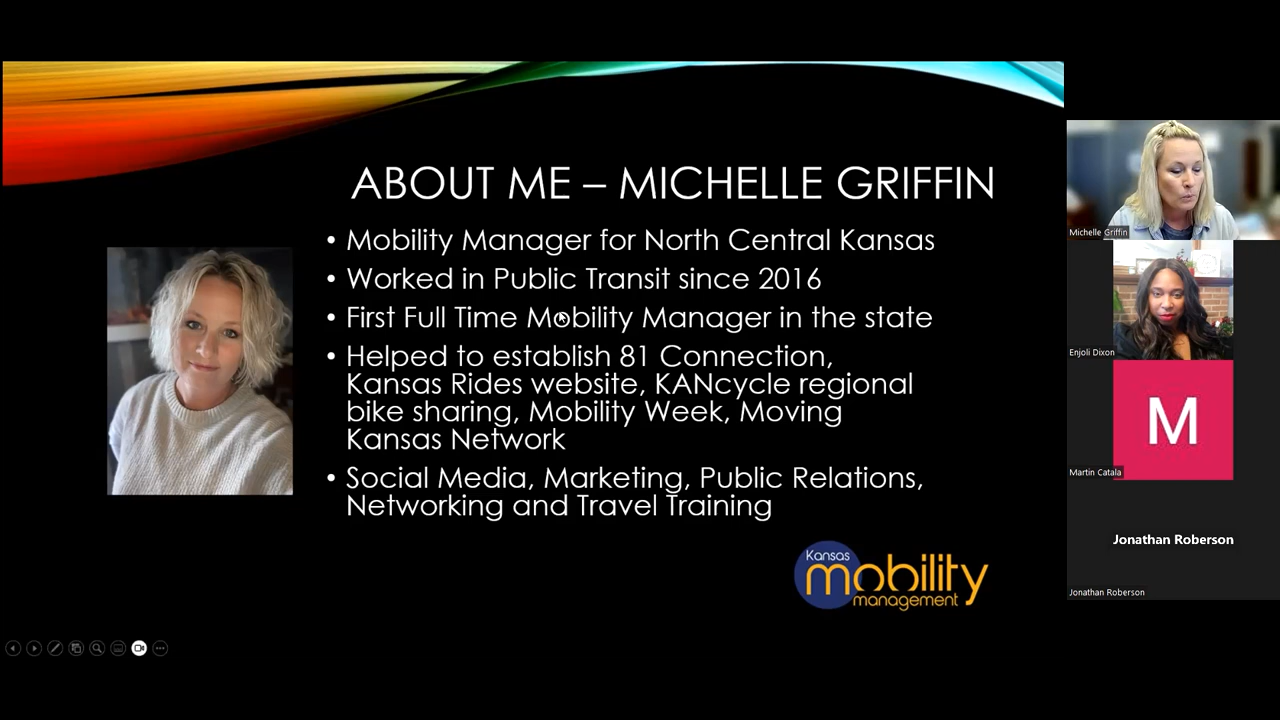 ABOUT ME – MICHELLE GRIFFIN
• Mobility Manager for North Central Kansas
• Worked in Public Transit since 2016
• First Full Time Mobility Manager in the state
• Helped to establish 81 Connection,
Kansas Rides website, KANcycle regional
bike sharing, Mobility Week, Moving
Kansas Network
• Social Media, Marketing, Public Relations,
Networking and Travel Training
Kansas
mobility
management
Michelle Griffin
Enjoli Dixon
M
Martin Catala
Jonathan Roberson
Jonathan Roberson